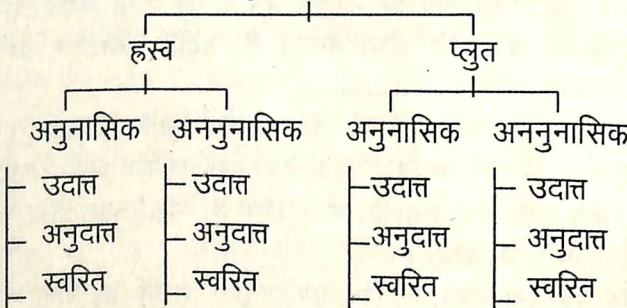 ह्रस्व प्लुत
अनुनासिक अननुनासिक अनुनासिक अननुनासिक
उदात्त उदात्त उदात्त उदात्त
अनुदात्त अनुदात्त अनुदात्त अनुदात्त
स्वरित स्वरित स्वरित स्वरित